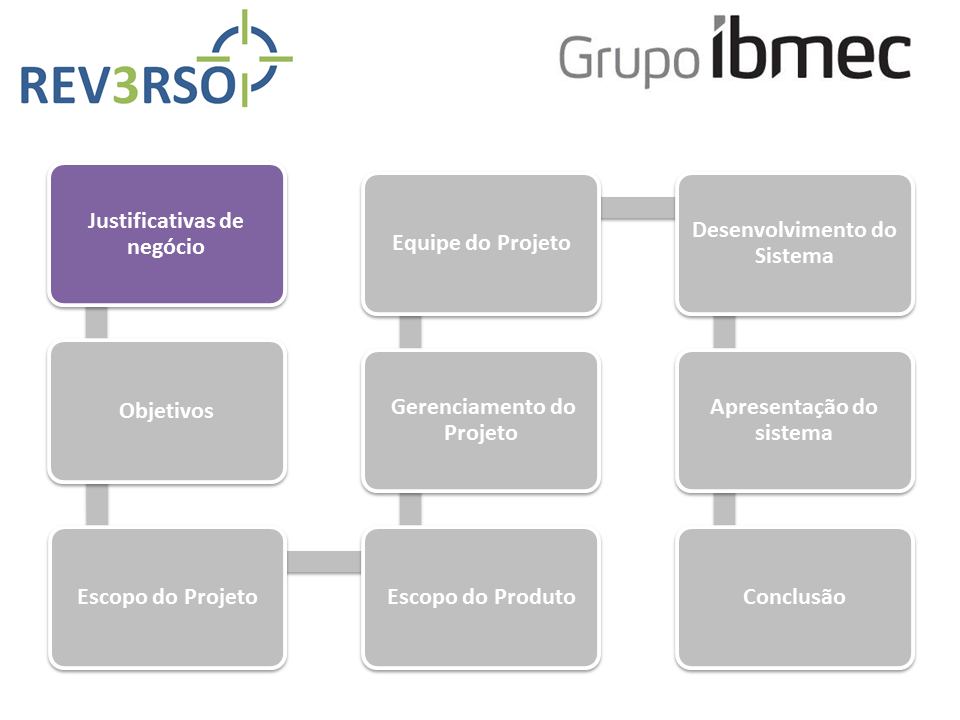 REV3RSO
Grupo ibmec
Justificativas de
negócio
Objetivos
Escopo do Projeto
Escopo do Produto
Gerenciamento do
Projeto
Equipe do Projeto
Desenvolvimento do
Sistema
Apresentação do
sistema
Conclusão